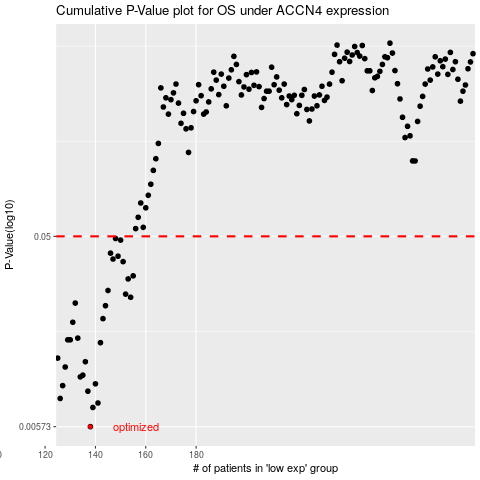 Cumulative P-Value plot for OS under ACCN4 expression
P-Value(log10)
0.05
0.00573
optimized
0 120 140 160 180
# of patients in 'low exp' group